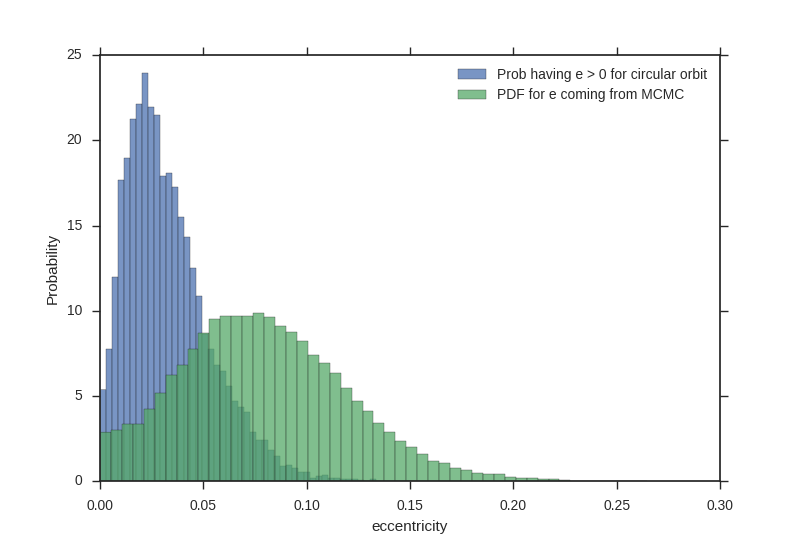 Prob having e > 0 for circular orbit
PDF for e coming from MCMC
25
20
15
10
5
0
Probability
0.00 0.05 0.10 0.15 0.20 0.25 0.30
eccentricity